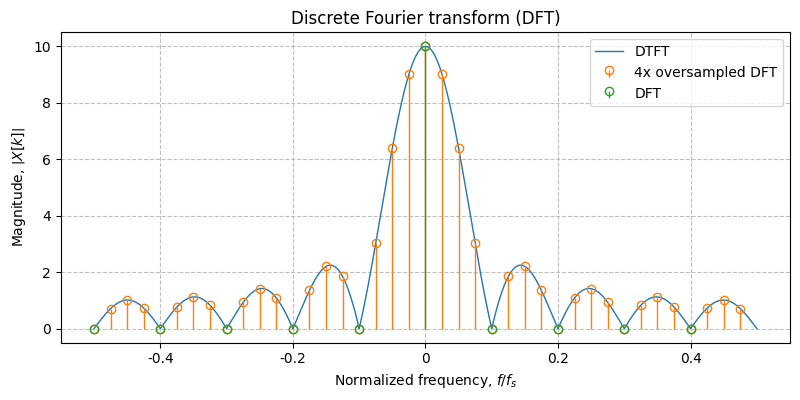 Discrete Fourier transform (DFT)
DTFT
4x oversampled DFT
DFT
Magnitude, |X[k]|
10
8
6
4
2
0
-0.4
-0.2
0
0.2
0.4
Normalized frequency, f/fₛ